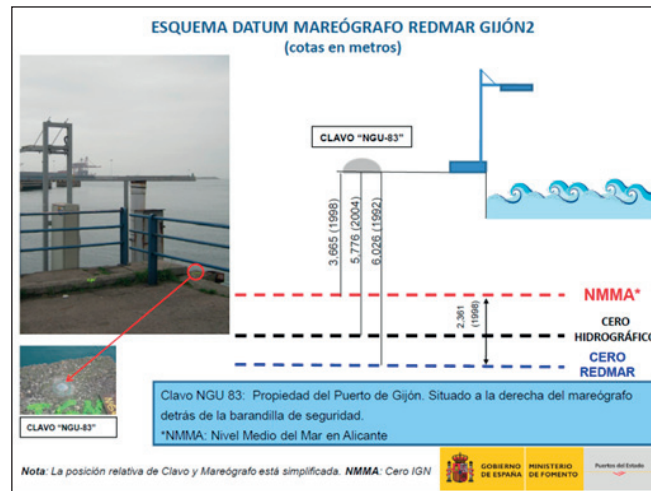 ESQUEMA DATUM MAREÓGRAFO REDMAR GIJÓN2
(cotas en metros)
CLAVO "NGU-83"
3,665 (1998)
5,776 (2004)
6,026 (1992)
2,361
(1998)
NMMA*
CERO
HIDROGRÁFICO
CERO
REDMAR
CLAVO "NGU-83"
Clavo NGU 83: Propiedad del Puerto de Gijón. Situado a la derecha del mareógrafo
detrás de la barandilla de seguridad.
*NMMA: Nivel Medio del Mar en Alicante
Nota: La posición relativa de Clavo y Mareógrafo está simplificada. NMMA: Cero IGN
GOBIERNO
DE ESPAÑA
MINISTERIO
DE FOMENTO
Puertos del Estado